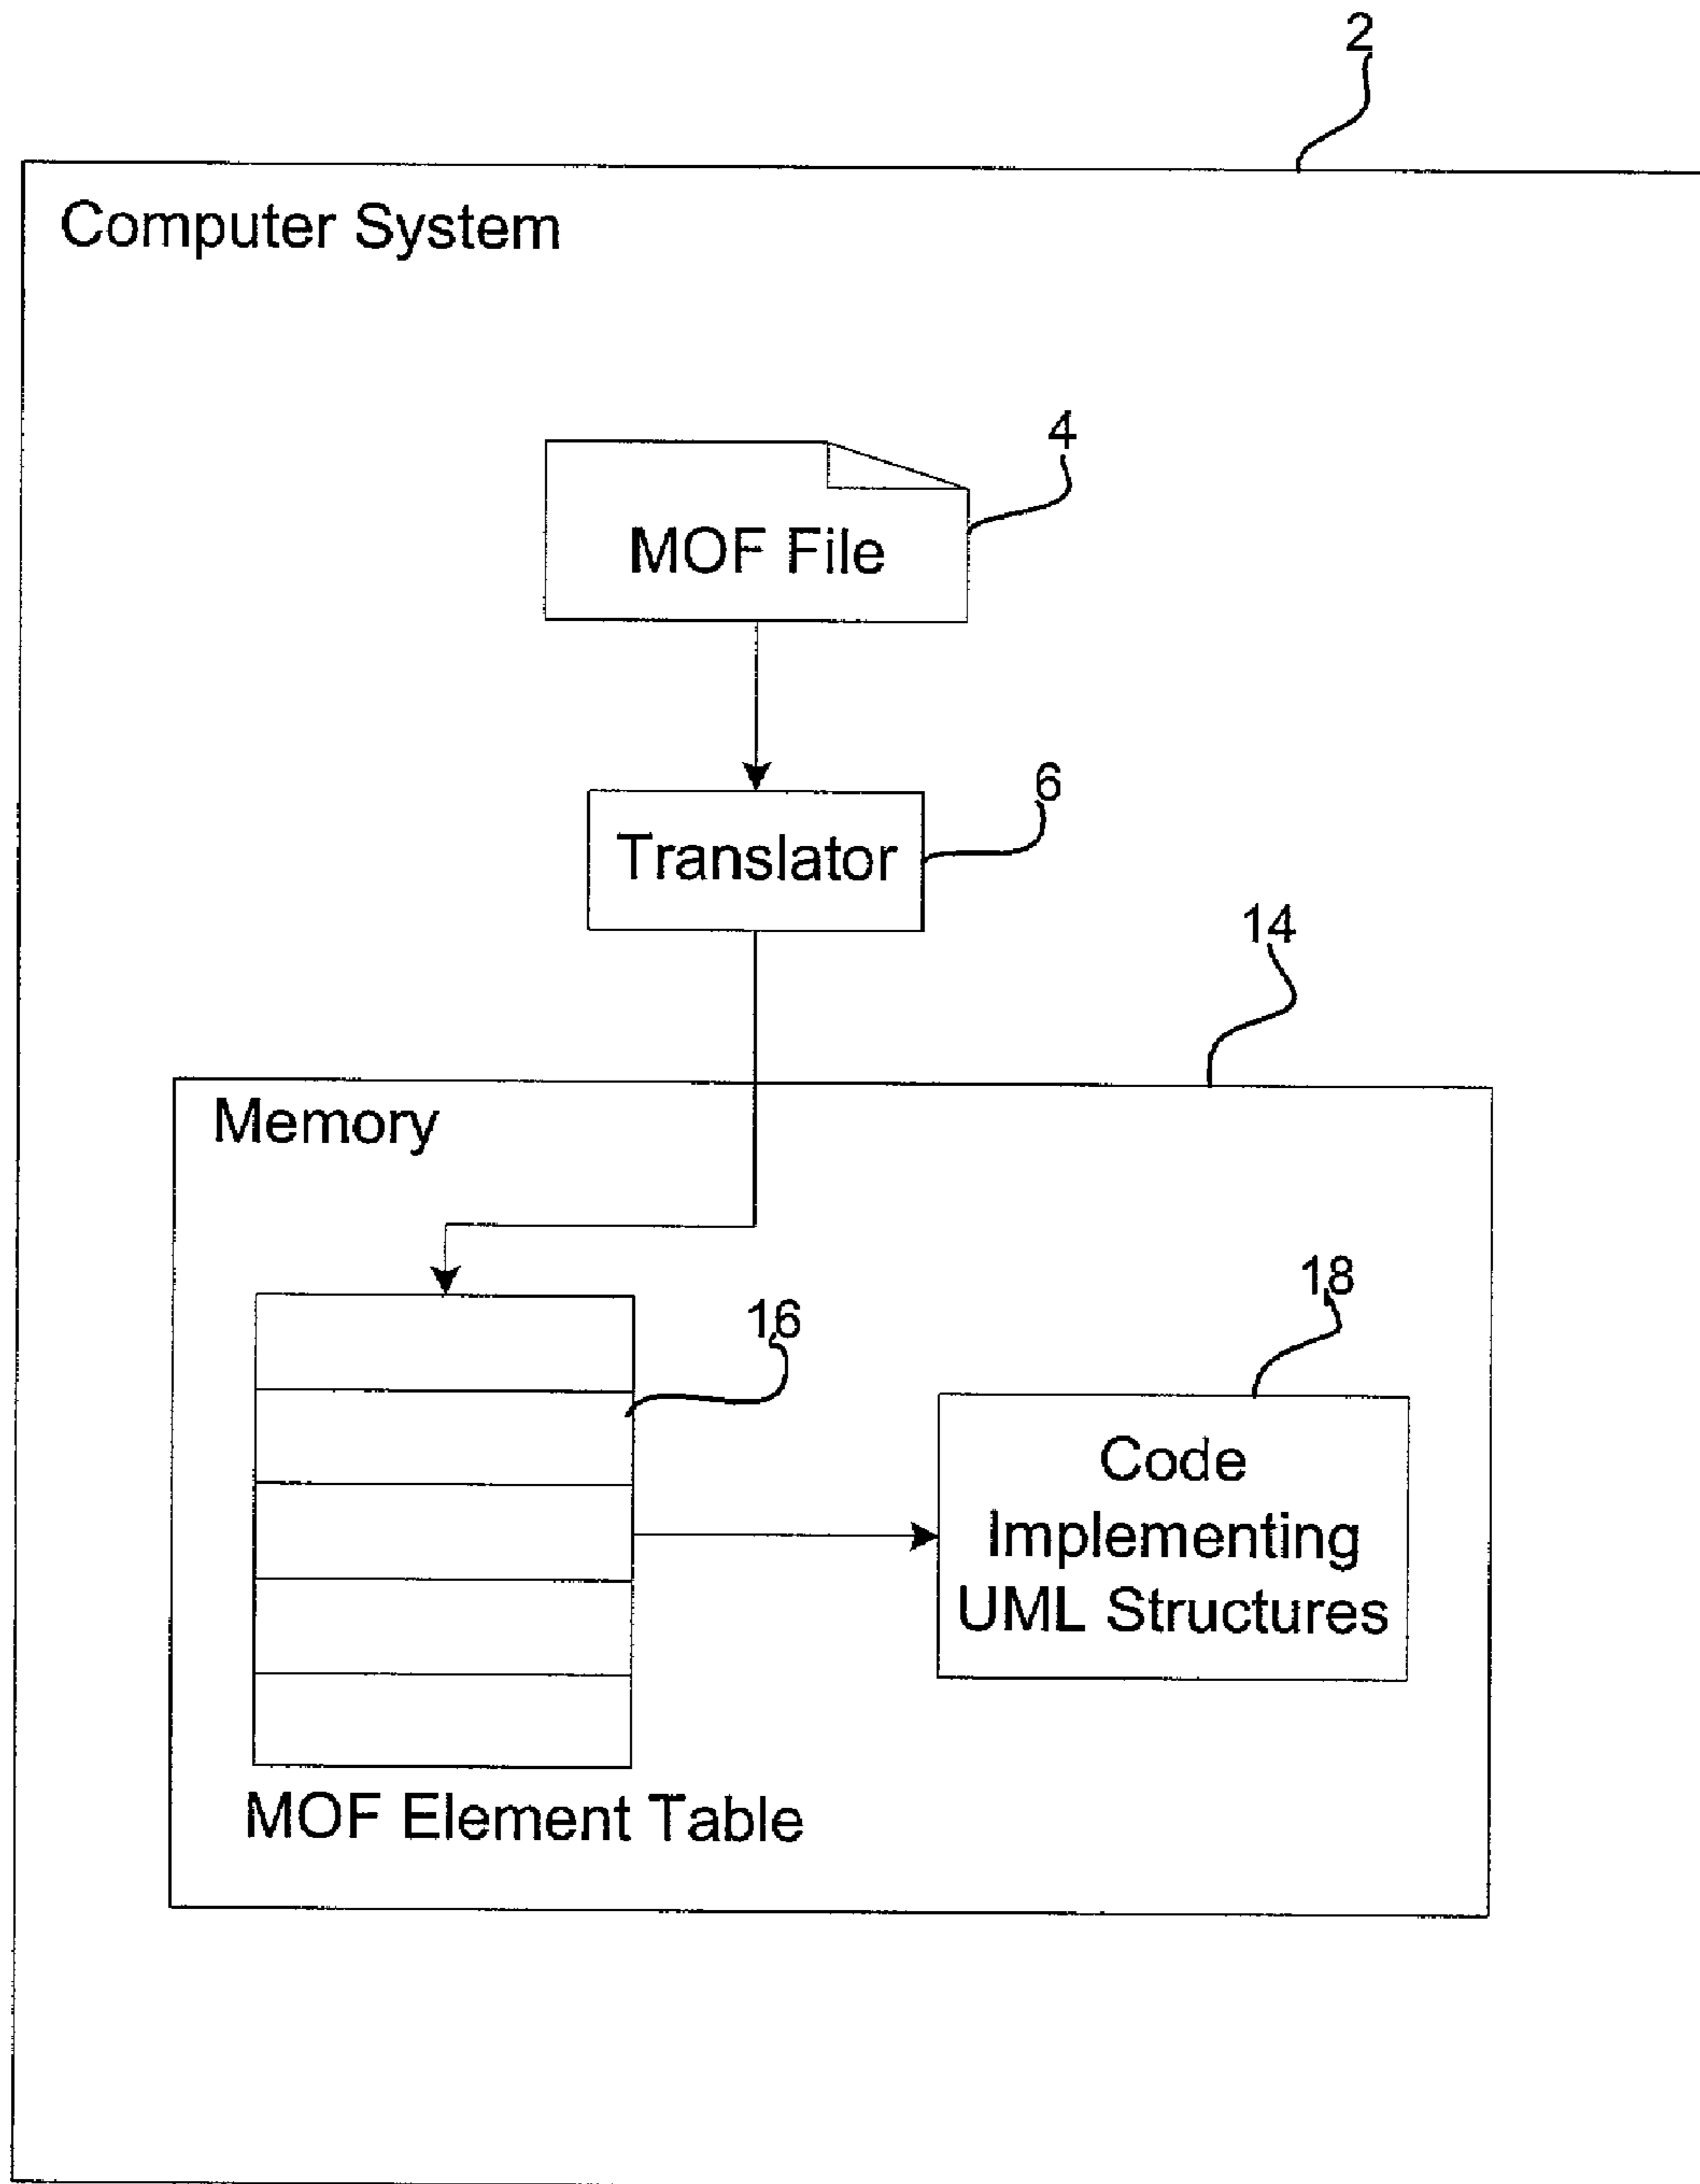 2
Computer System
4
MOF File
6
Translator
14
Memory
16
18
Code
Implementing
UML Structures
MOF Element Table